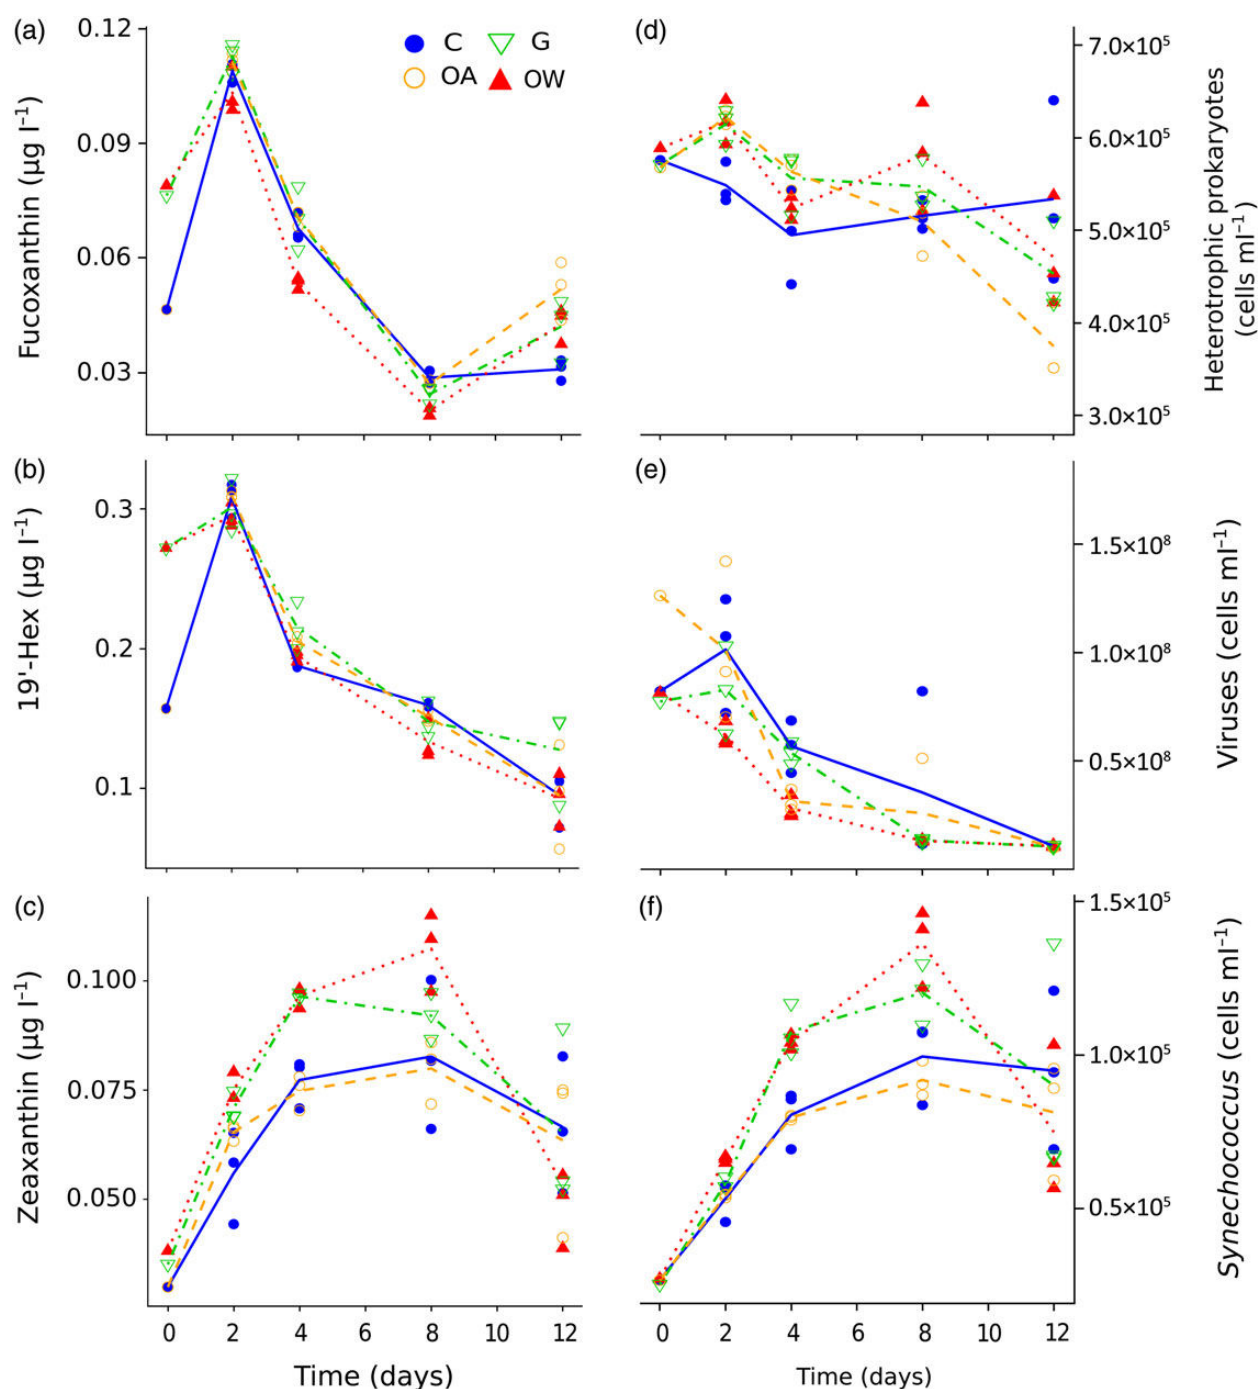 (a)
0.12
0.09
0.06
0.03
Fucoxanthin (µg l⁻¹)
C
G
OA
OW
(d)
7.0×10⁵
6.0×10⁵
5.0×10⁵
4.0×10⁵
3.0×10⁵
Heterotrophic prokaryotes
(cells ml⁻¹)
(b)
0.3
0.2
0.1
19'-Hex (µg l⁻¹)
(e)
1.5×10⁸
1.0×10⁸
0.5×10⁸
Viruses (cells ml⁻¹)
(c)
0.100
0.075
0.050
Zeaxanthin (µg l⁻¹)
0 2 4 6 8 10 12
Time (days)
(f)
1.5×10⁵
1.0×10⁵
0.5×10⁵
Synechococcus (cells ml⁻¹)
0 2 4 6 8 10 12
Time (days)